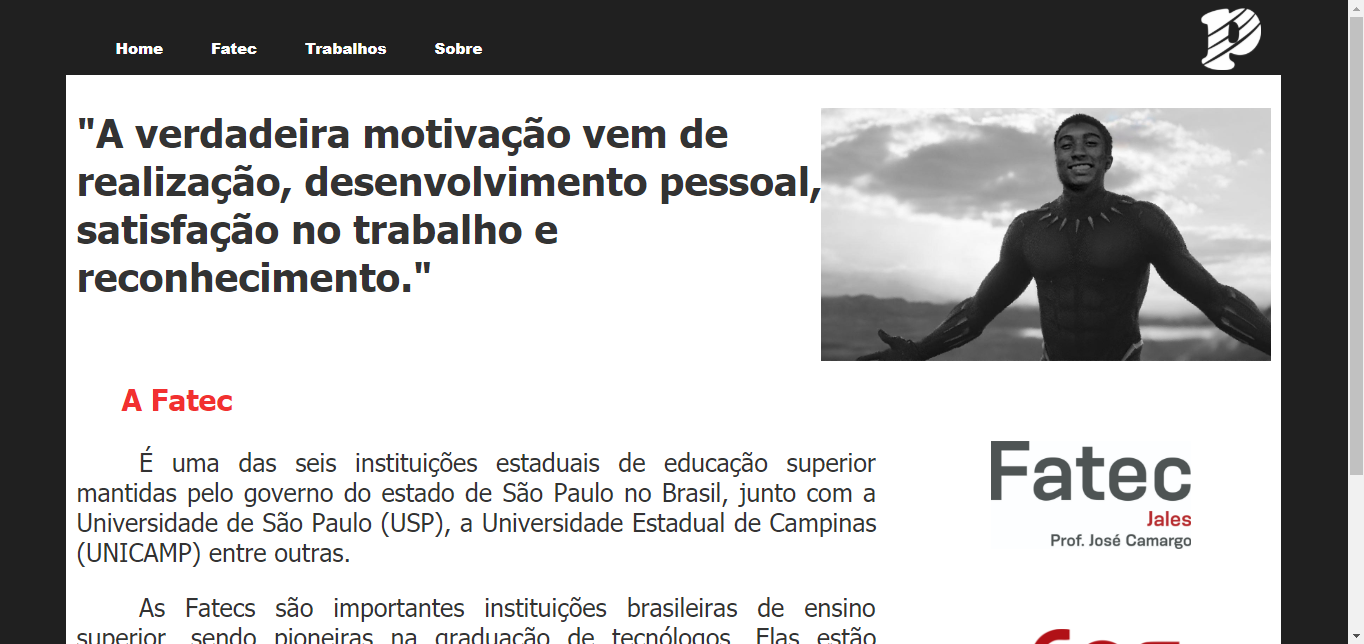 Home Fatec Trabalhos Sobre
P
"A verdadeira motivação vem de
realização, desenvolvimento pessoal,
satisfação no trabalho e
reconhecimento."
A Fatec
É uma das seis instituições estaduais de educação superior
mantidas pelo governo do estado de São Paulo no Brasil, junto com a
Universidade de São Paulo (USP), a Universidade Estadual de Campinas
(UNICAMP) entre outras.
As Fatecs são importantes instituições brasileiras de ensino
superior, sendo pioneiras na graduação de tecnólogos. Elas estão
Fatec
Jales
Prof. José Camargo